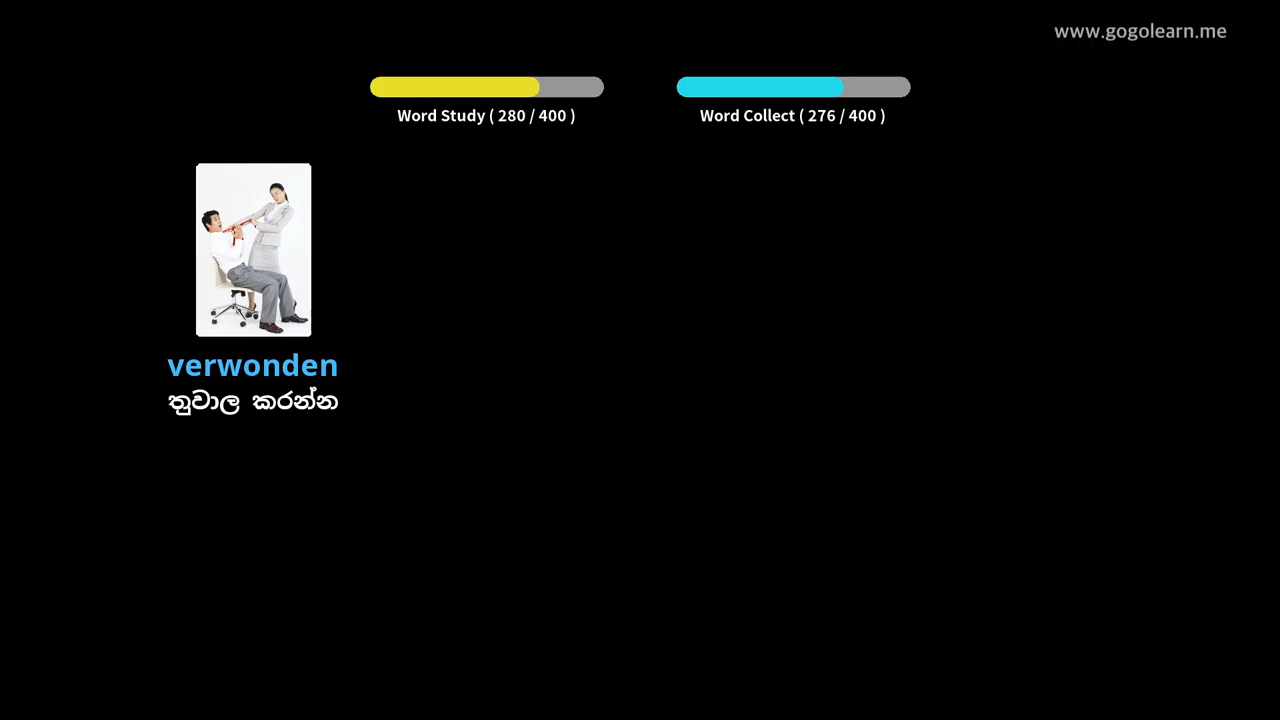 www.gogolearn.me
Word Study ( 280 / 400 )
Word Collect ( 276 / 400 )
verwonden
තුවාල කරන්න